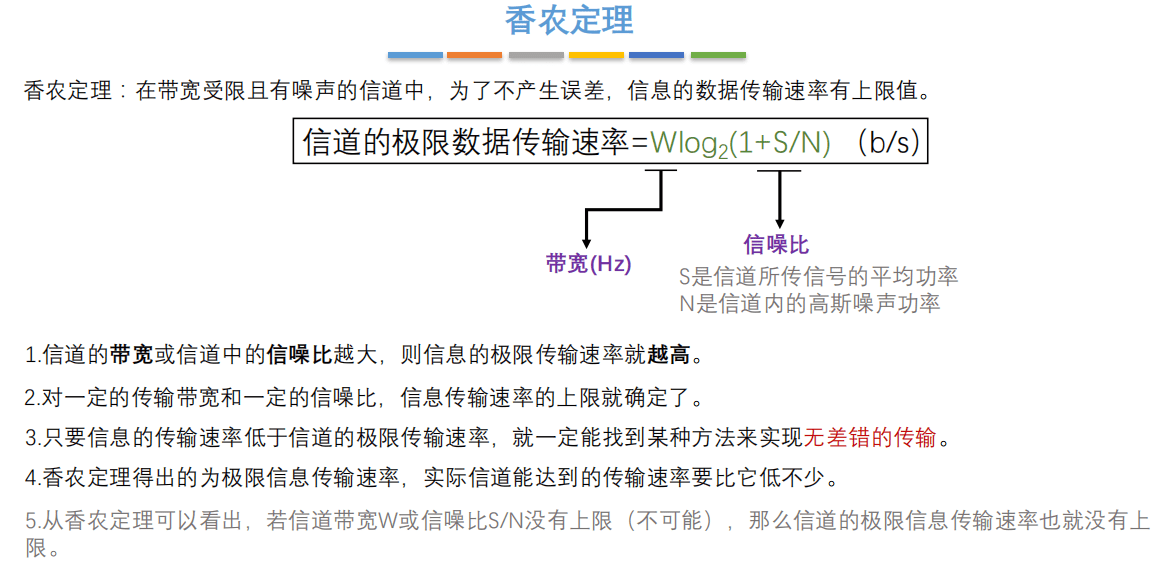 香农定理
香农定理：在带宽受限且有噪声的信道中，为了不产生误差，信息的数据传输速率有上限值。
信道的极限数据传输速率=Wlog₂(1+S/N) （b/s）
带宽(Hz)
信噪比
S是信道所传信号的平均功率
N是信道内的高斯噪声功率
1.信道的带宽或信道中的信噪比越大，则信息的极限传输速率就越高。
2.对一定的传输带宽和一定的信噪比，信息传输速率的上限就确定了。
3.只要信息的传输速率低于信道的极限传输速率，就一定能找到某种方法来实现无差错的传输。
4.香农定理得出的为极限信息传输速率，实际信道能达到的传输速率要比它低不少。
5.从香农定理可以看出，若信道带宽W或信噪比S/N没有上限（不可能），那么信道的极限信息传输速率也就没有上
限。